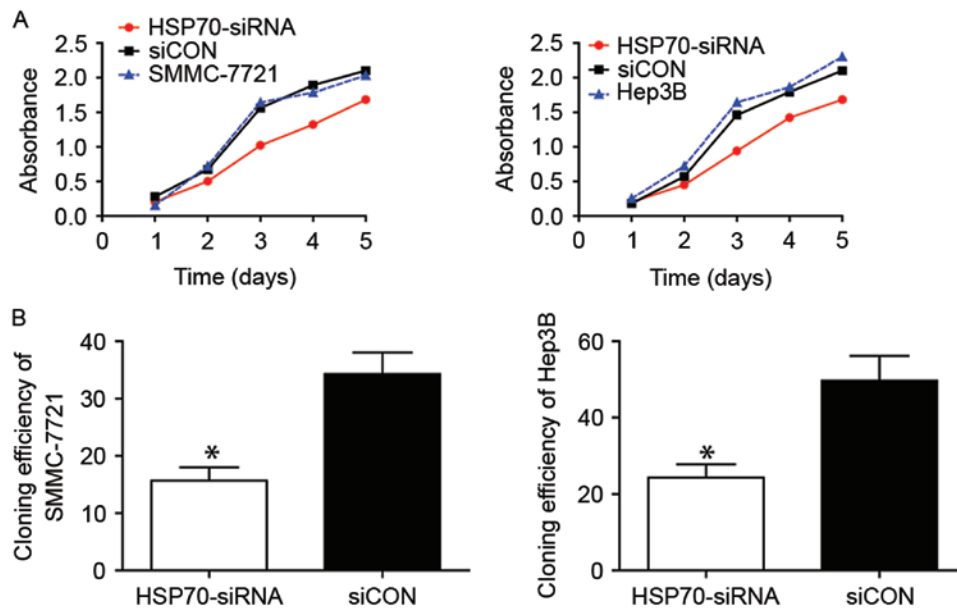 A
HSP70-siRNA
siCON
SMMC-7721
Absorbance
2.5
2.0
1.5
1.0
0.5
0.0
0 1 2 3 4 5
Time (days)
HSP70-siRNA
siCON
Hep3B
Absorbance
2.5
2.0
1.5
1.0
0.5
0.0
0 1 2 3 4 5
Time (days)
B
Cloning efficiency of
SMMC-7721
40
30
20
10
0
*
HSP70-siRNA siCON
Cloning efficiency of Hep3B
60
40
20
0
*
HSP70-siRNA siCON